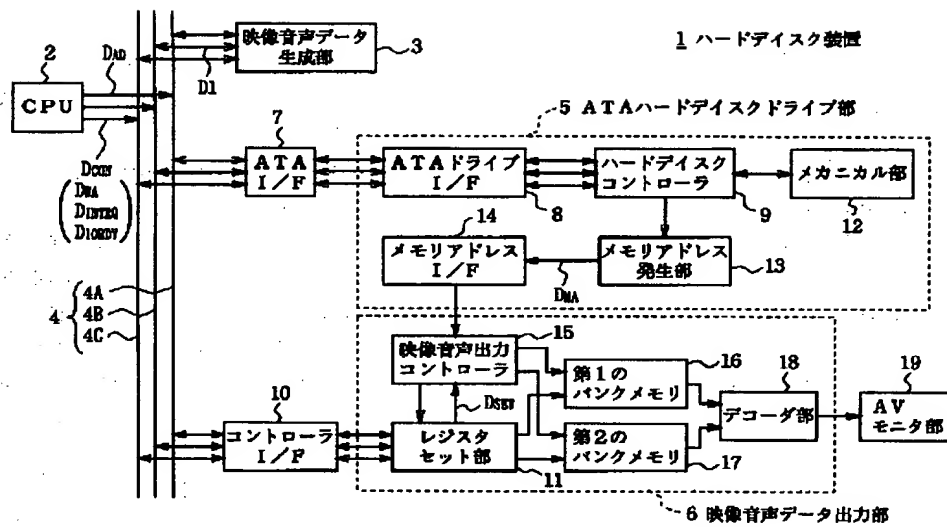 1 ハードディスク装置
2
CPU
DAD
D1
映像音声データ
生成部
3
5 ATAハードディスクドライブ部
7
ATA
I/F
ATAドライブ
I/F
8
ハードディスク
コントローラ
9
メカニカル部
12
DCON
DMA
DINTEQ
DIORDY
14
メモリアドレス
I/F
DMA
メモリアドレス
発生部
13
4
4A
4B
4C
15
映像音声出力
コントローラ
16
第1の
バンクメモリ
18
デコーダ部
19
AV
モニタ部
10
コントローラ
I/F
DSET
レジスタ
セット部
11
第2の
バンクメモリ
17
6 映像音声データ出力部